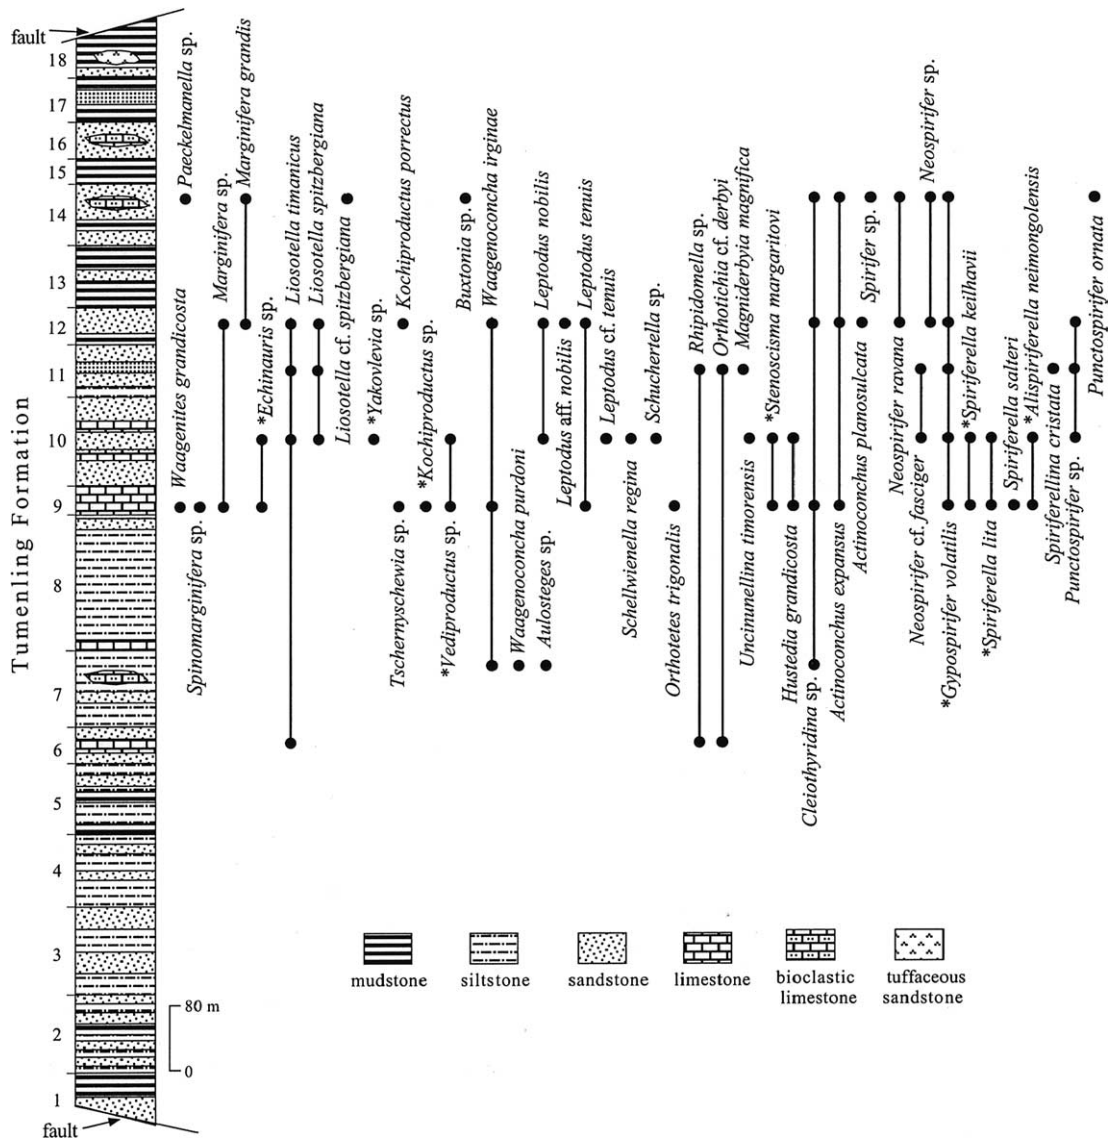 fault
18
17
16
15
14
13
12
11
10
9
8
7
6
5
4
3
2
1
fault
Tumenling Formation
80 m
0
Paeckelmanella sp.
Waagenites grandicosta
Spinomarginifera sp.
Marginifera sp.
Marginifera grandis
*Echinauris sp.
Liosotella timanicus
Liosotella spitzbergiana
Liosotella cf. spitzbergiana
*Yakovlevia sp.
Kochiproductus porrectus
Tschernyschewia sp.
*Kochiproductus sp.
*Vediproductus sp.
Buxtonia sp.
Waagenoconcha irginae
Waagenoconcha purdoni
Aulosteges sp.
Leptodus nobilis
Leptodus aff. nobilis
Leptodus tenuis
Leptodus cf. tenuis
Schellwienella regina
Schuchertella sp.
Orthotetes trigonalis
Rhipidomella sp.
Orthotichia cf. derbyi
Magniderbyia magnifica
Uncinunellina timorensis
*Stenoscisma margaritovi
Hustedia grandicosta
Cleiothyridina sp.
Actinoconchus expansus
Actinoconchus planosulcata
Spirifer sp.
Neospirifer ravana
Neospirifer cf. fasciger
Neospirifer sp.
*Gypospirifer volatilis
*Spiriferella keilhavii
*Spiriferella lita
Spiriferella salteri
*Alispiriferella neimongolensis
Spiriferellina cristata
Punctospirifer sp.
Punctospirifer ornata
mudstone
siltstone
sandstone
limestone
bioclastic
limestone
tuffaceous
sandstone